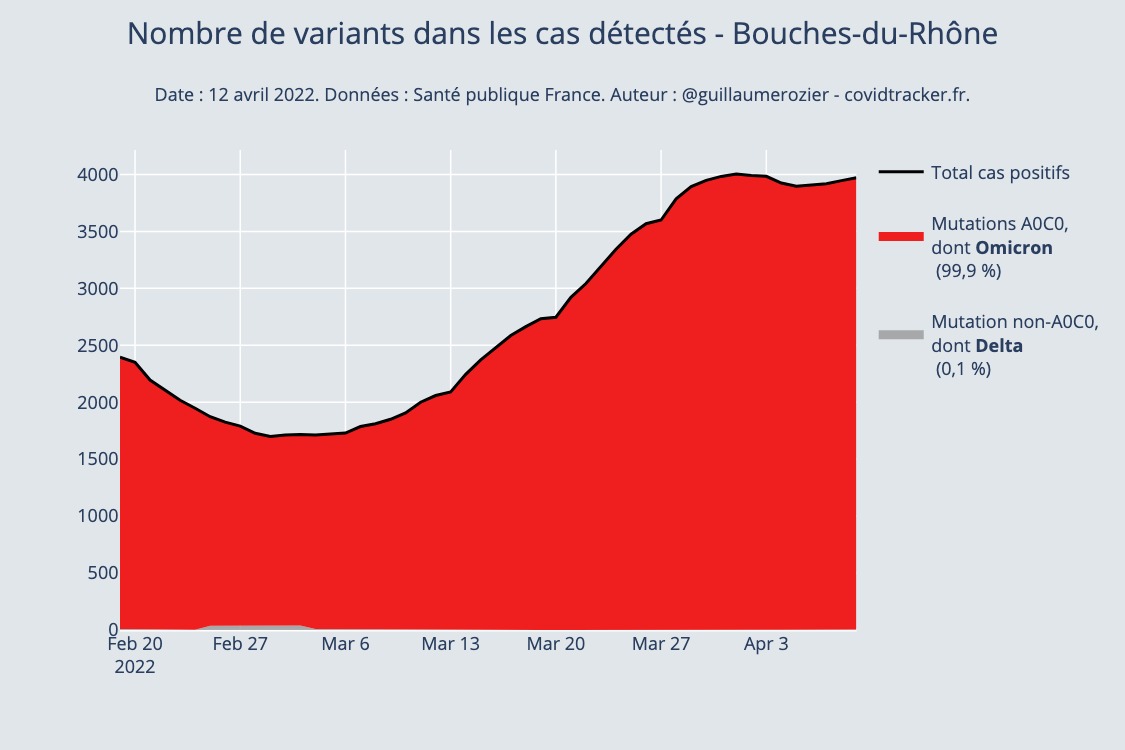 Nombre de variants dans les cas détectés - Bouches-du-Rhône
Date : 12 avril 2022. Données : Santé publique France. Auteur : @guillaumerozier - covidtracker.fr.
4000
3500
3000
2500
2000
1500
1000
500
0
Feb 20
2022
Feb 27
Mar 6
Mar 13
Mar 20
Mar 27
Apr 3
Total cas positifs
Mutations A0C0,
dont Omicron
(99,9 %)
Mutation non-A0C0,
dont Delta
(0,1 %)